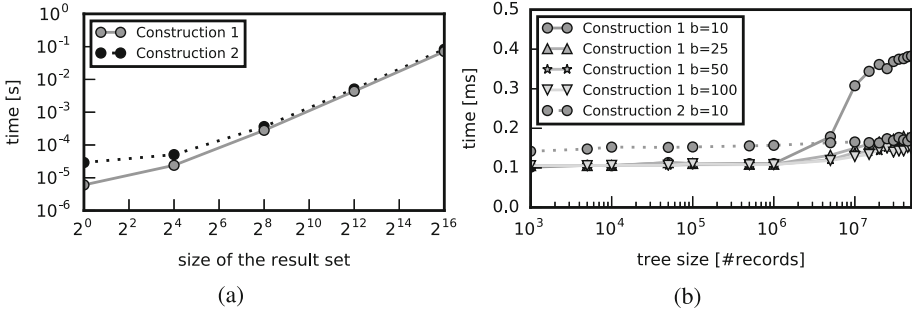 10^0
10^-1
10^-2
10^-3
10^-4
10^-5
10^-6
time [s]
Construction 1
Construction 2
2^0 2^2 2^4 2^6 2^8 2^10 2^12 2^14 2^16
size of the result set
(a)
0.5
0.4
0.3
0.2
0.1
0.0
time [ms]
Construction 1 b=10
Construction 1 b=25
Construction 1 b=50
Construction 1 b=100
Construction 2 b=10
10^3 10^4 10^5 10^6 10^7
tree size [#records]
(b)